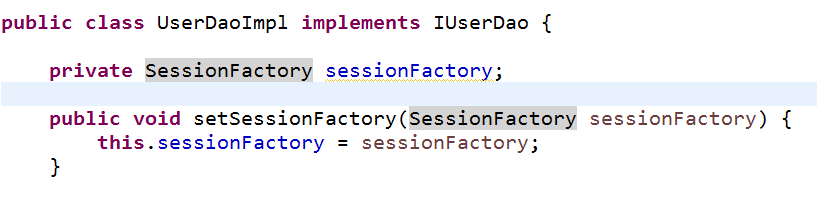 public class UserDaoImpl implements IUserDao {
private SessionFactory sessionFactory;
public void setSessionFactory(SessionFactory sessionFactory) {
this.sessionFactory = sessionFactory;
}